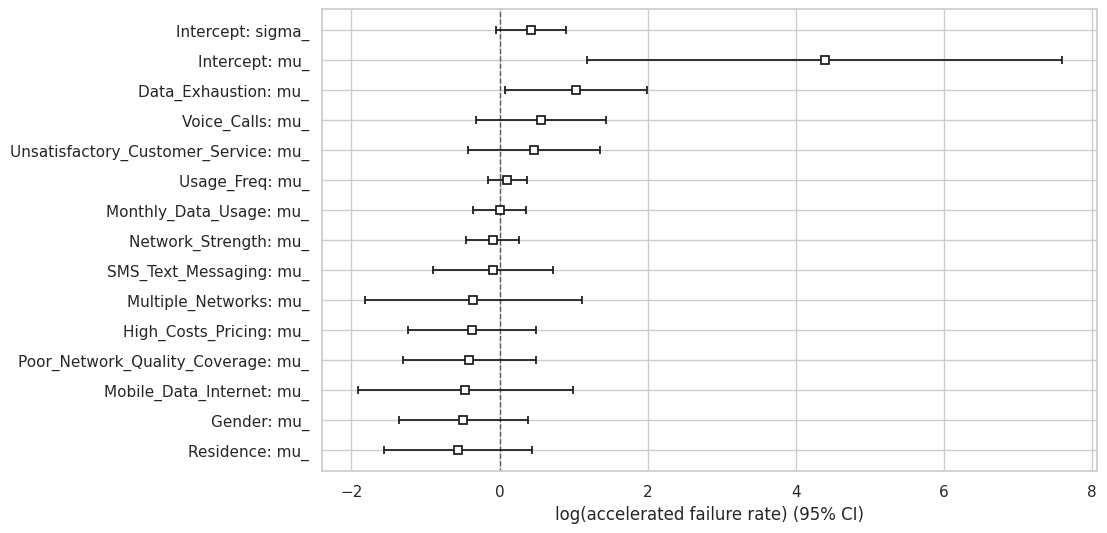 Intercept: sigma_
Intercept: mu_
Data_Exhaustion: mu_
Voice_Calls: mu_
Unsatisfactory_Customer_Service: mu_
Usage_Freq: mu_
Monthly_Data_Usage: mu_
Network_Strength: mu_
SMS_Text_Messaging: mu_
Multiple_Networks: mu_
High_Costs_Pricing: mu_
Poor_Network_Quality_Coverage: mu_
Mobile_Data_Internet: mu_
Gender: mu_
Residence: mu_
−2 0 2 4 6 8
log(accelerated failure rate) (95% CI)